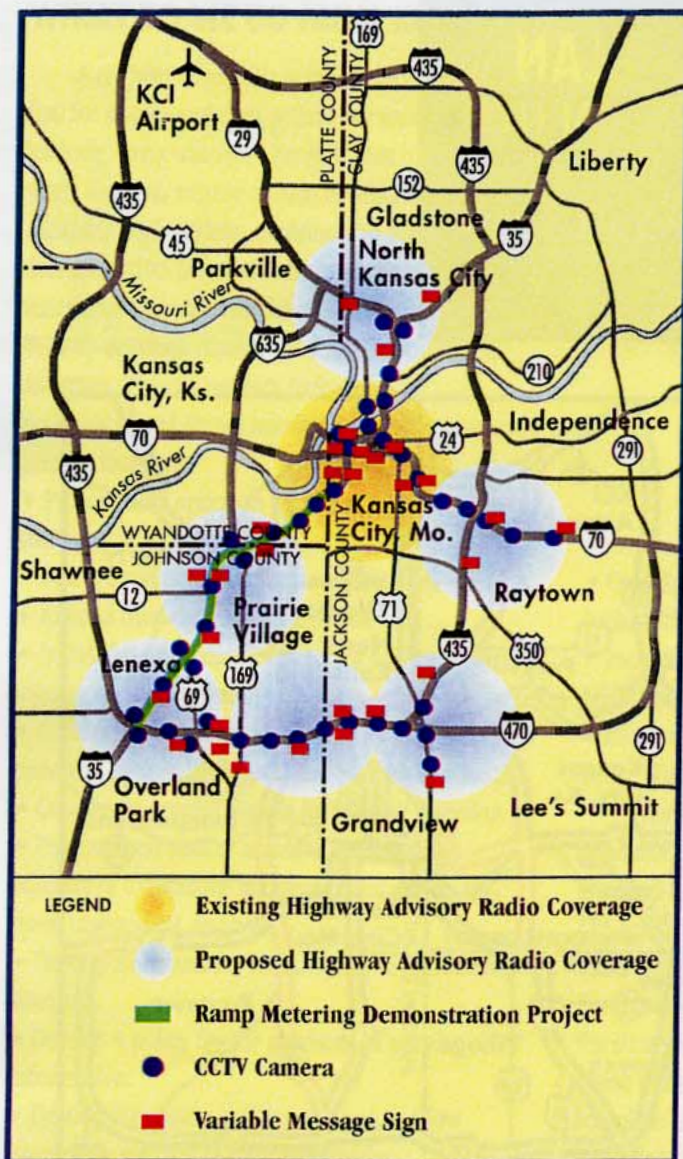 169
435
KCI
Airport
29
PLATTE COUNTY
CLAY COUNTY
435
Liberty
152
435
Gladstone
35
45
North
Kansas City
Parkville
Missouri River
635
Kansas
City, Ks.
210
Independence
70
24
291
Kansas River
435
Kansas
City, Mo.
WYANDOTTE COUNTY
JOHNSON COUNTY
70
Shawnee
12
Raytown
Prairie
Village
JACKSON COUNTY
71
435
350
Lenexa
69
169
470
291
35
Overland
Park
Grandview
Lee's Summit
LEGEND
Existing Highway Advisory Radio Coverage
Proposed Highway Advisory Radio Coverage
Ramp Metering Demonstration Project
CCTV Camera
Variable Message Sign